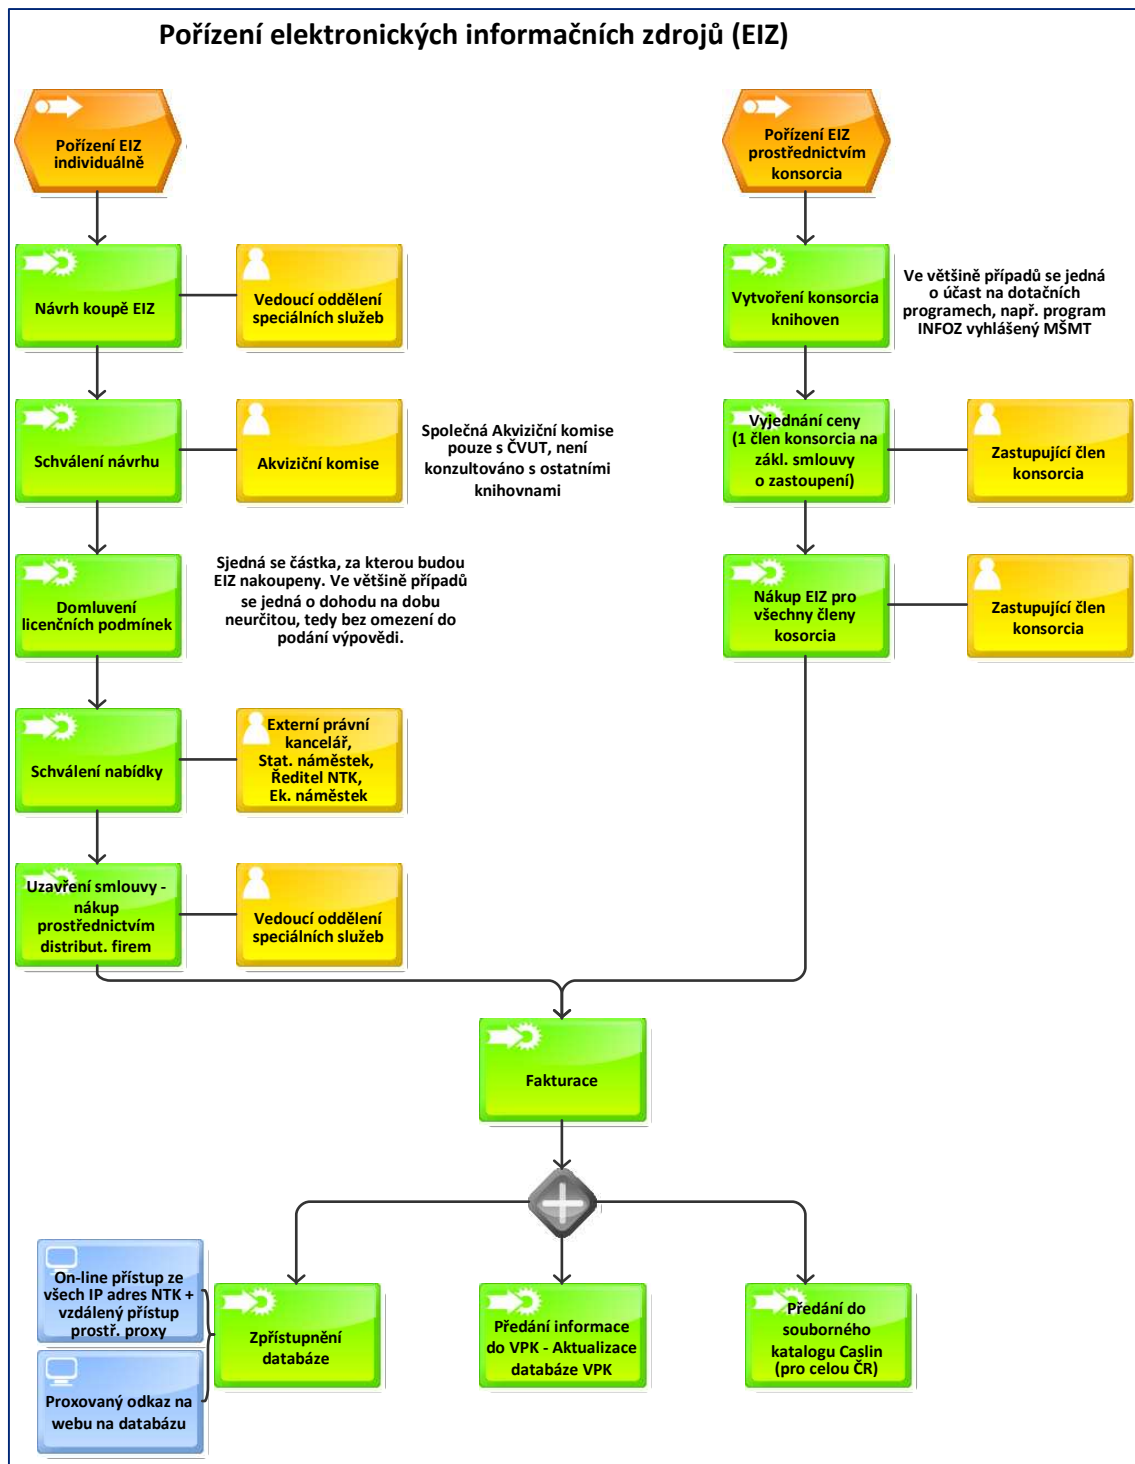 Pořízení elektronických informačních zdrojů (EIZ)
Pořízení EIZ
individuálně
Pořízení EIZ
prostřednictvím
konsorcia
Návrh koupě EIZ
Vedoucí oddělení
speciálních služeb
Vytvoření konsorcia
knihoven
Ve většině případů se jedná
o účast na dotačních
programech, např. program
INFOZ vyhlášený MŠMT
Schválení návrhu
Akviziční komise
Společná Akviziční komise
pouze s ČVUT, není
konzultováno s ostatními
knihovnami
Vyjednání ceny
(1 člen konsorcia na
zákl. smlouvy
o zastoupení)
Zastupující člen
konsorcia
Domluvení
licenčních podmínek
Sjedná se částka, za kterou budou
EIZ nakoupeny. Ve většině případů
se jedná o dohodu na dobu
neurčitou, tedy bez omezení do
podání výpovědi.
Nákup EIZ pro
všechny členy
kosorcia
Zastupující člen
konsorcia
Schválení nabídky
Externí právní
kancelář,
Stat. náměstek,
Ředitel NTK,
Ek. náměstek
Uzavření smlouvy -
nákup
prostřednictvím
distribut. firem
Vedoucí oddělení
speciálních služeb
Fakturace
On-line přístup ze
všech IP adres NTK +
vzdálený přístup
prostř. proxy
Proxovaný odkaz na
webu na databázu
Zpřístupnění
databáze
Předání informace
do VPK - Aktualizace
databáze VPK
Předání do
souborného
katalogu Caslin
(pro celou ČR)